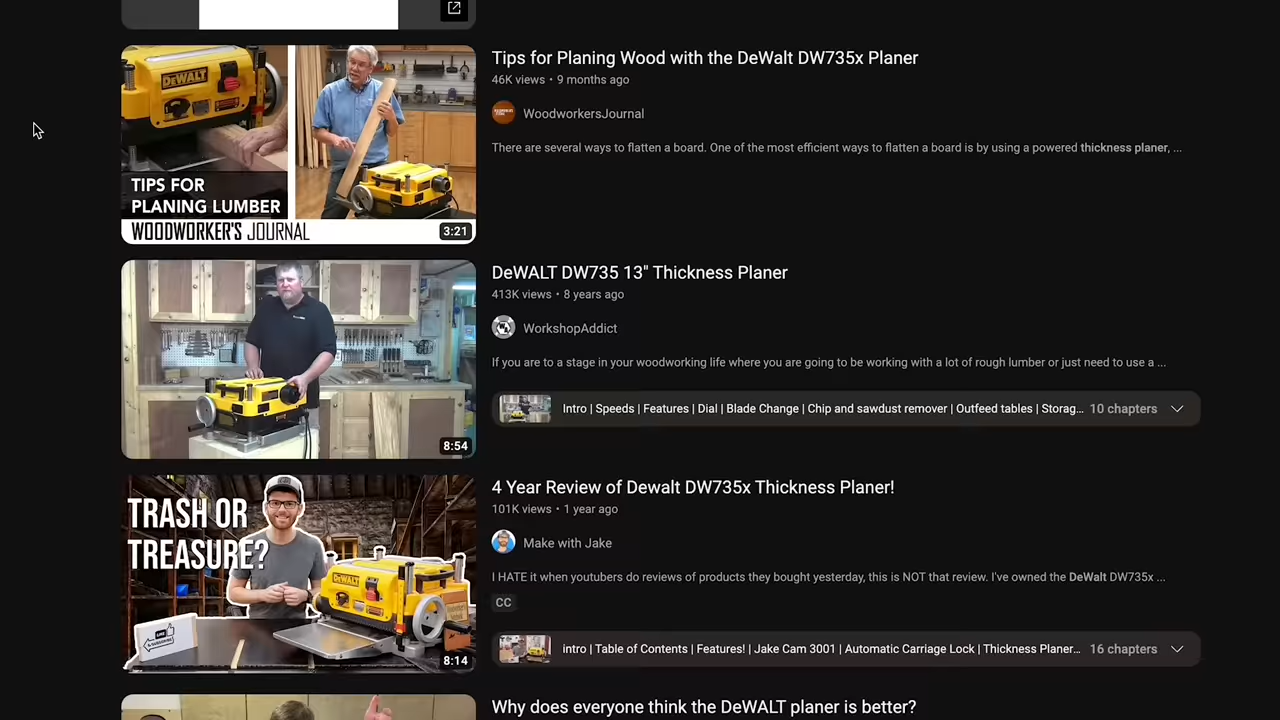 Tips for Planing Wood with the DeWalt DW735x Planer
46K views • 9 months ago
WoodworkersJournal
There are several ways to flatten a board. One of the most efficient ways to flatten a board is by using a powered thickness planer, ...
DEWALT
TIPS FOR
PLANING LUMBER
WOODWORKER'S JOURNAL
3:21
DeWALT DW735 13" Thickness Planer
413K views • 8 years ago
WorkshopAddict
If you are to a stage in your woodworking life where you are going to be working with a lot of rough lumber or just need to use a ...
Intro | Speeds | Features | Dial | Blade Change | Chip and sawdust remover | Outfeed tables | Storag... 10 chapters
8:54
4 Year Review of Dewalt DW735x Thickness Planer!
101K views • 1 year ago
Make with Jake
I HATE it when youtubers do reviews of products they bought yesterday, this is NOT that review. I've owned the DeWalt DW735x ...
CC
intro | Table of Contents | Features! | Jake Cam 3001 | Automatic Carriage Lock | Thickness Planer... 16 chapters
TRASH OR
TREASURE?
DEWALT
LIKE
& SUBSCRIBE
8:14
Why does everyone think the DeWALT planer is better?